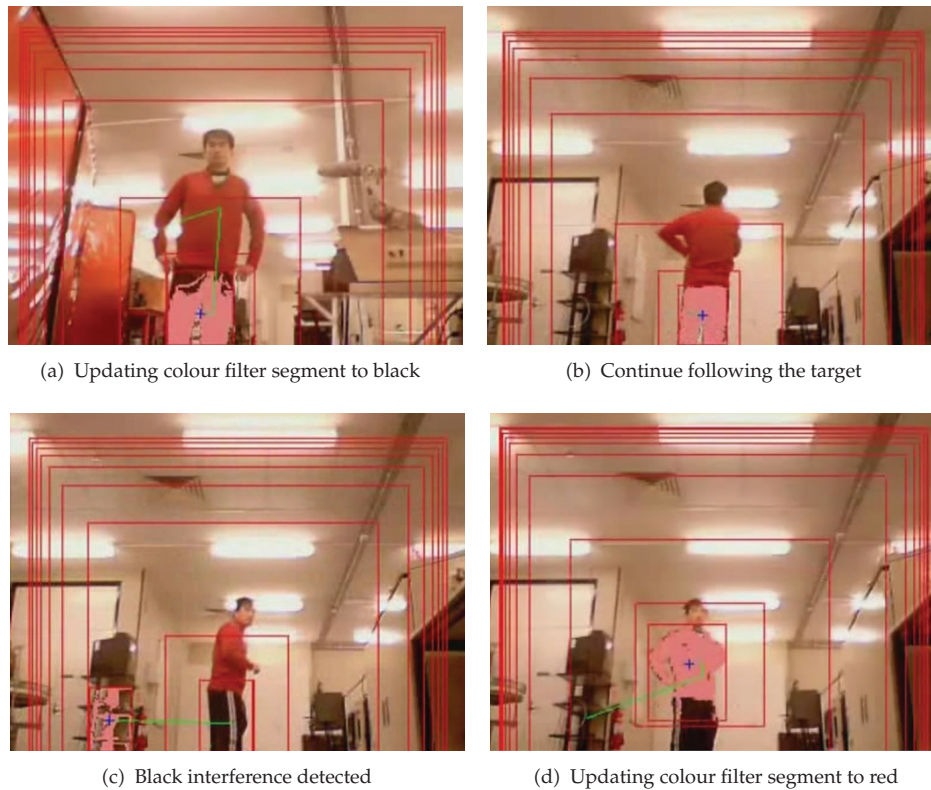 (a) Updating colour filter segment to black
(b) Continue following the target
(c) Black interference detected
(d) Updating colour filter segment to red